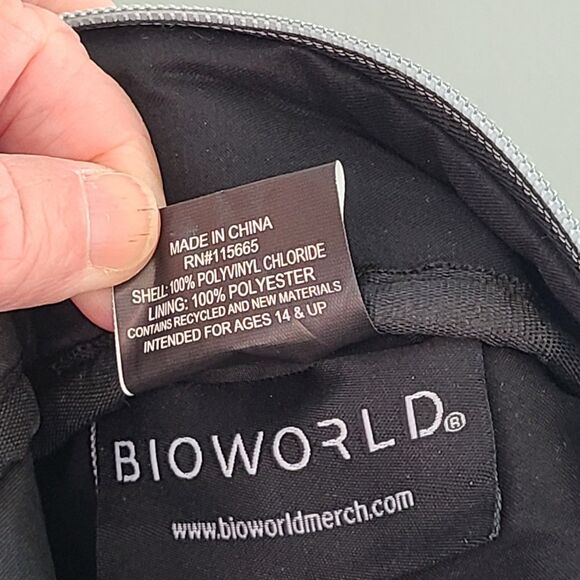 MADE IN CHINA
RN#115665
SHELL:100% POLYVINYL CHLORIDE
LINING: 100% POLYESTER
CONTAINS RECYCLED AND NEW MATERIALS
INTENDED FOR AGES 14 & UP
BIOWORLD®
www.bioworldmerch.com